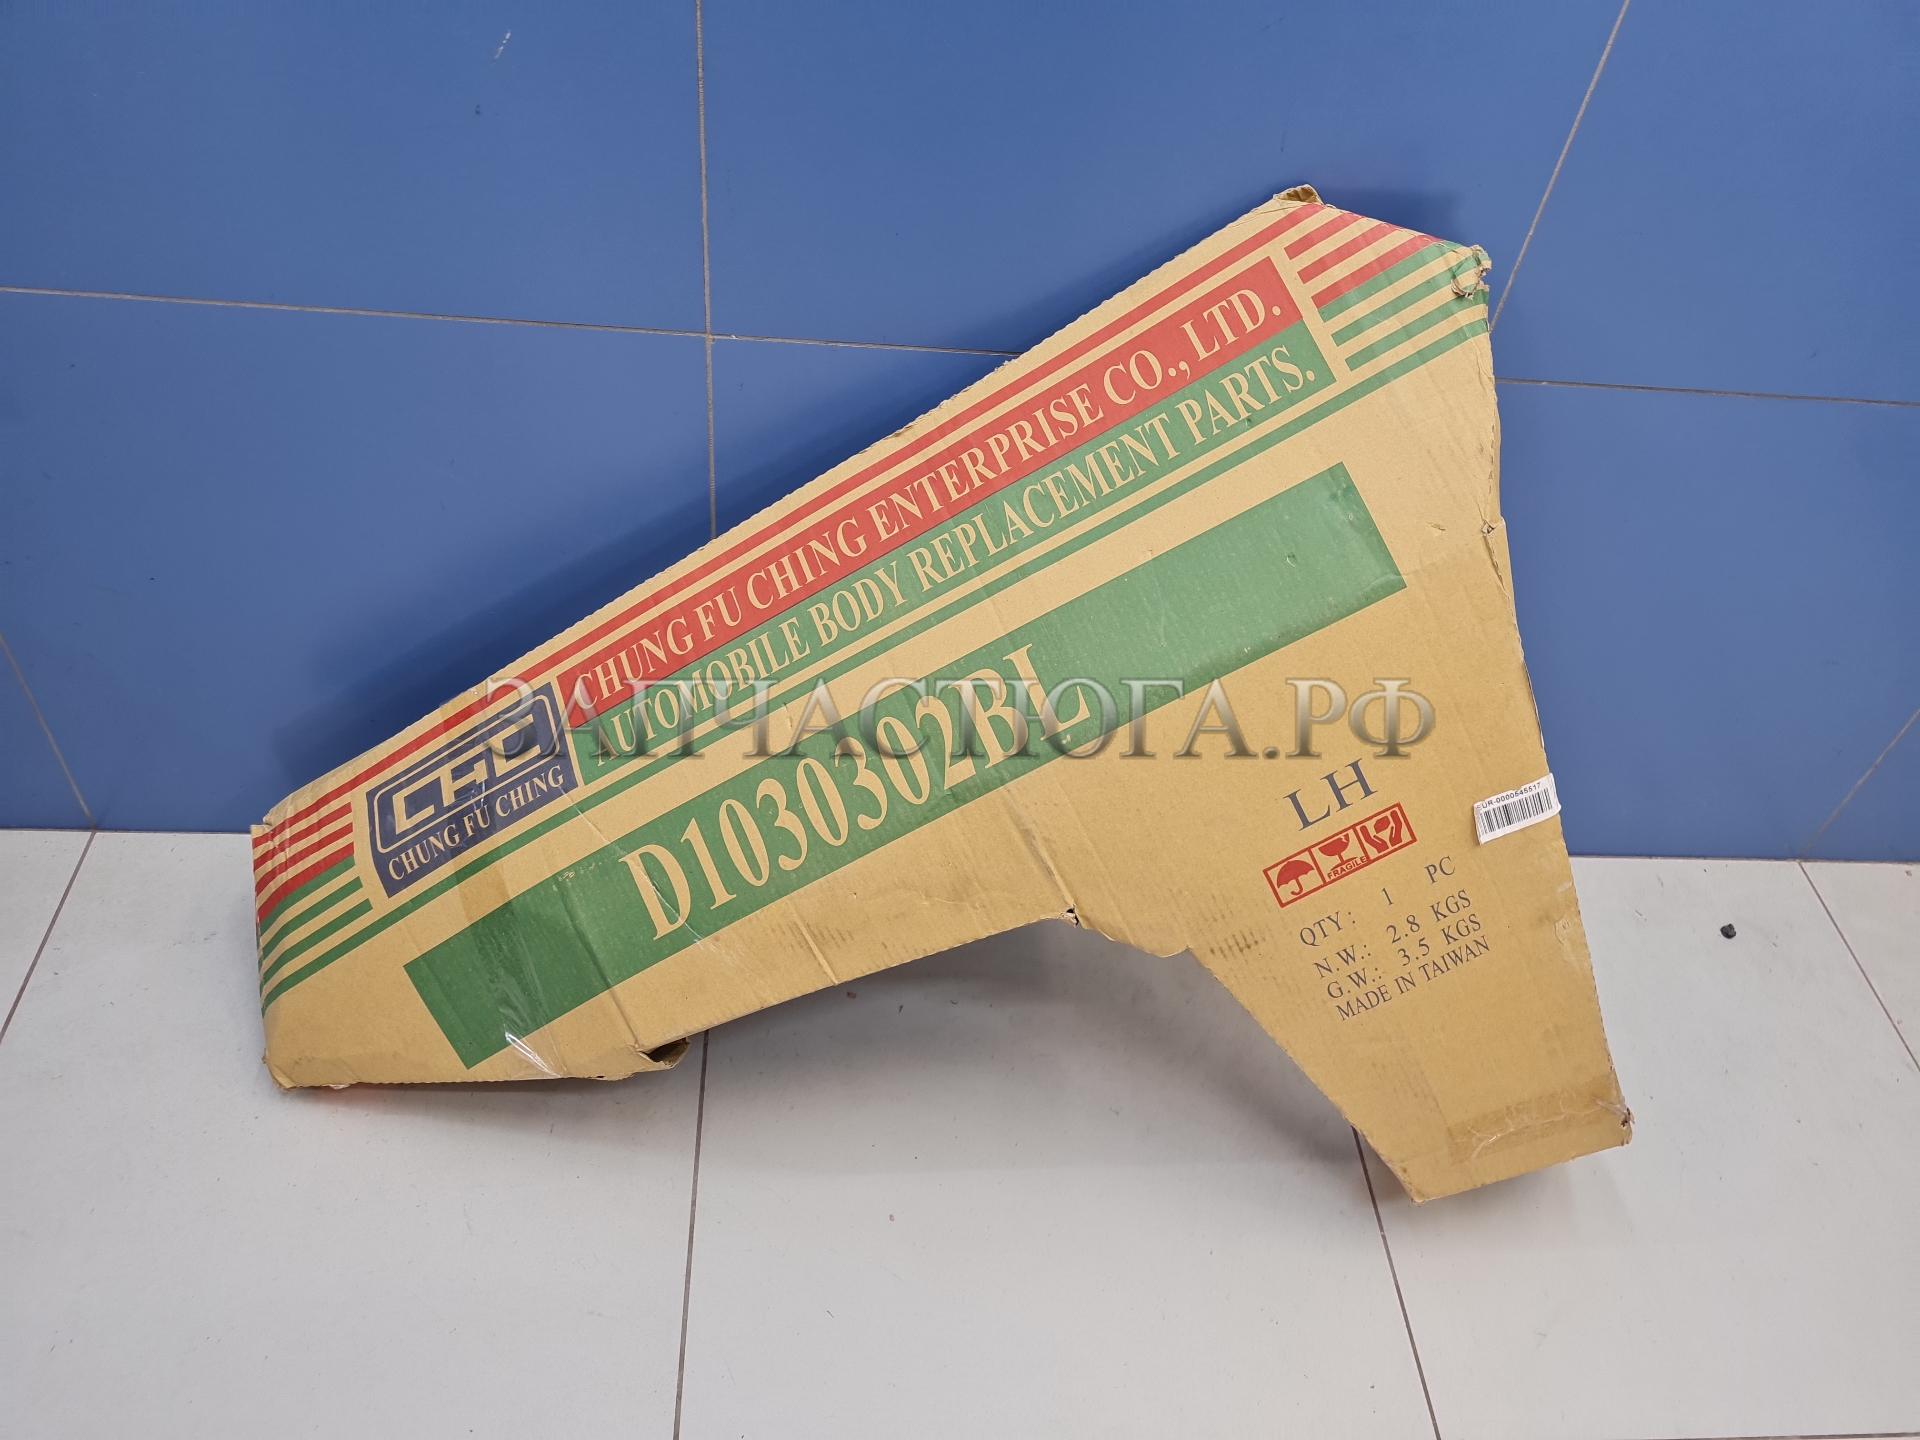 CHUNG FU CHING ENTERPRISE CO., LTD.
AUTOMOBILE BODY REPLACEMENT PARTS.
CFC
CHUNG FU CHING
D1030302BL
ЗАПЧАСТЮГА.РФ
LH
FRAGILE
QTY: 1 PC
N.W.: 2.8 KGS
G.W.: 3.5 KGS
MADE IN TAIWAN